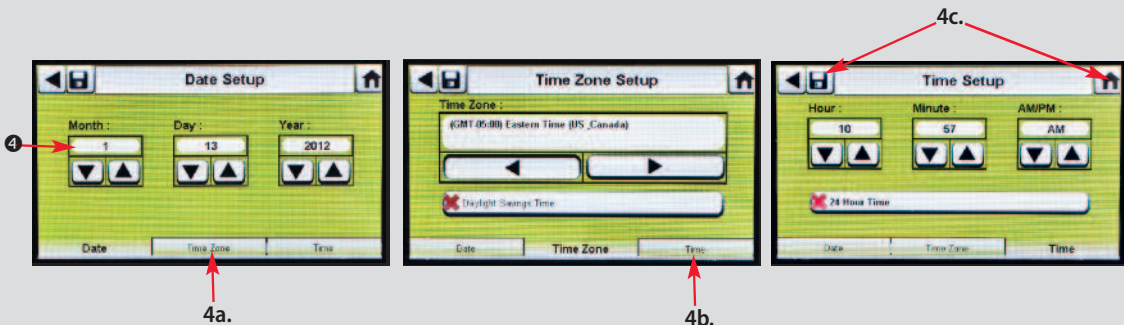 4c.
Date Setup
Month :
Day :
Year :
1
13
2012
Date
Time Zone
Time
4
4a.
Time Zone Setup
Time Zone :
(GMT-05:00) Eastern Time (US_Canada)
Daylight Savings Time
Date
Time Zone
Time
4b.
Time Setup
Hour :
Minute :
AM/PM :
10
57
AM
24 Hour Time
Date
Time Zone
Time